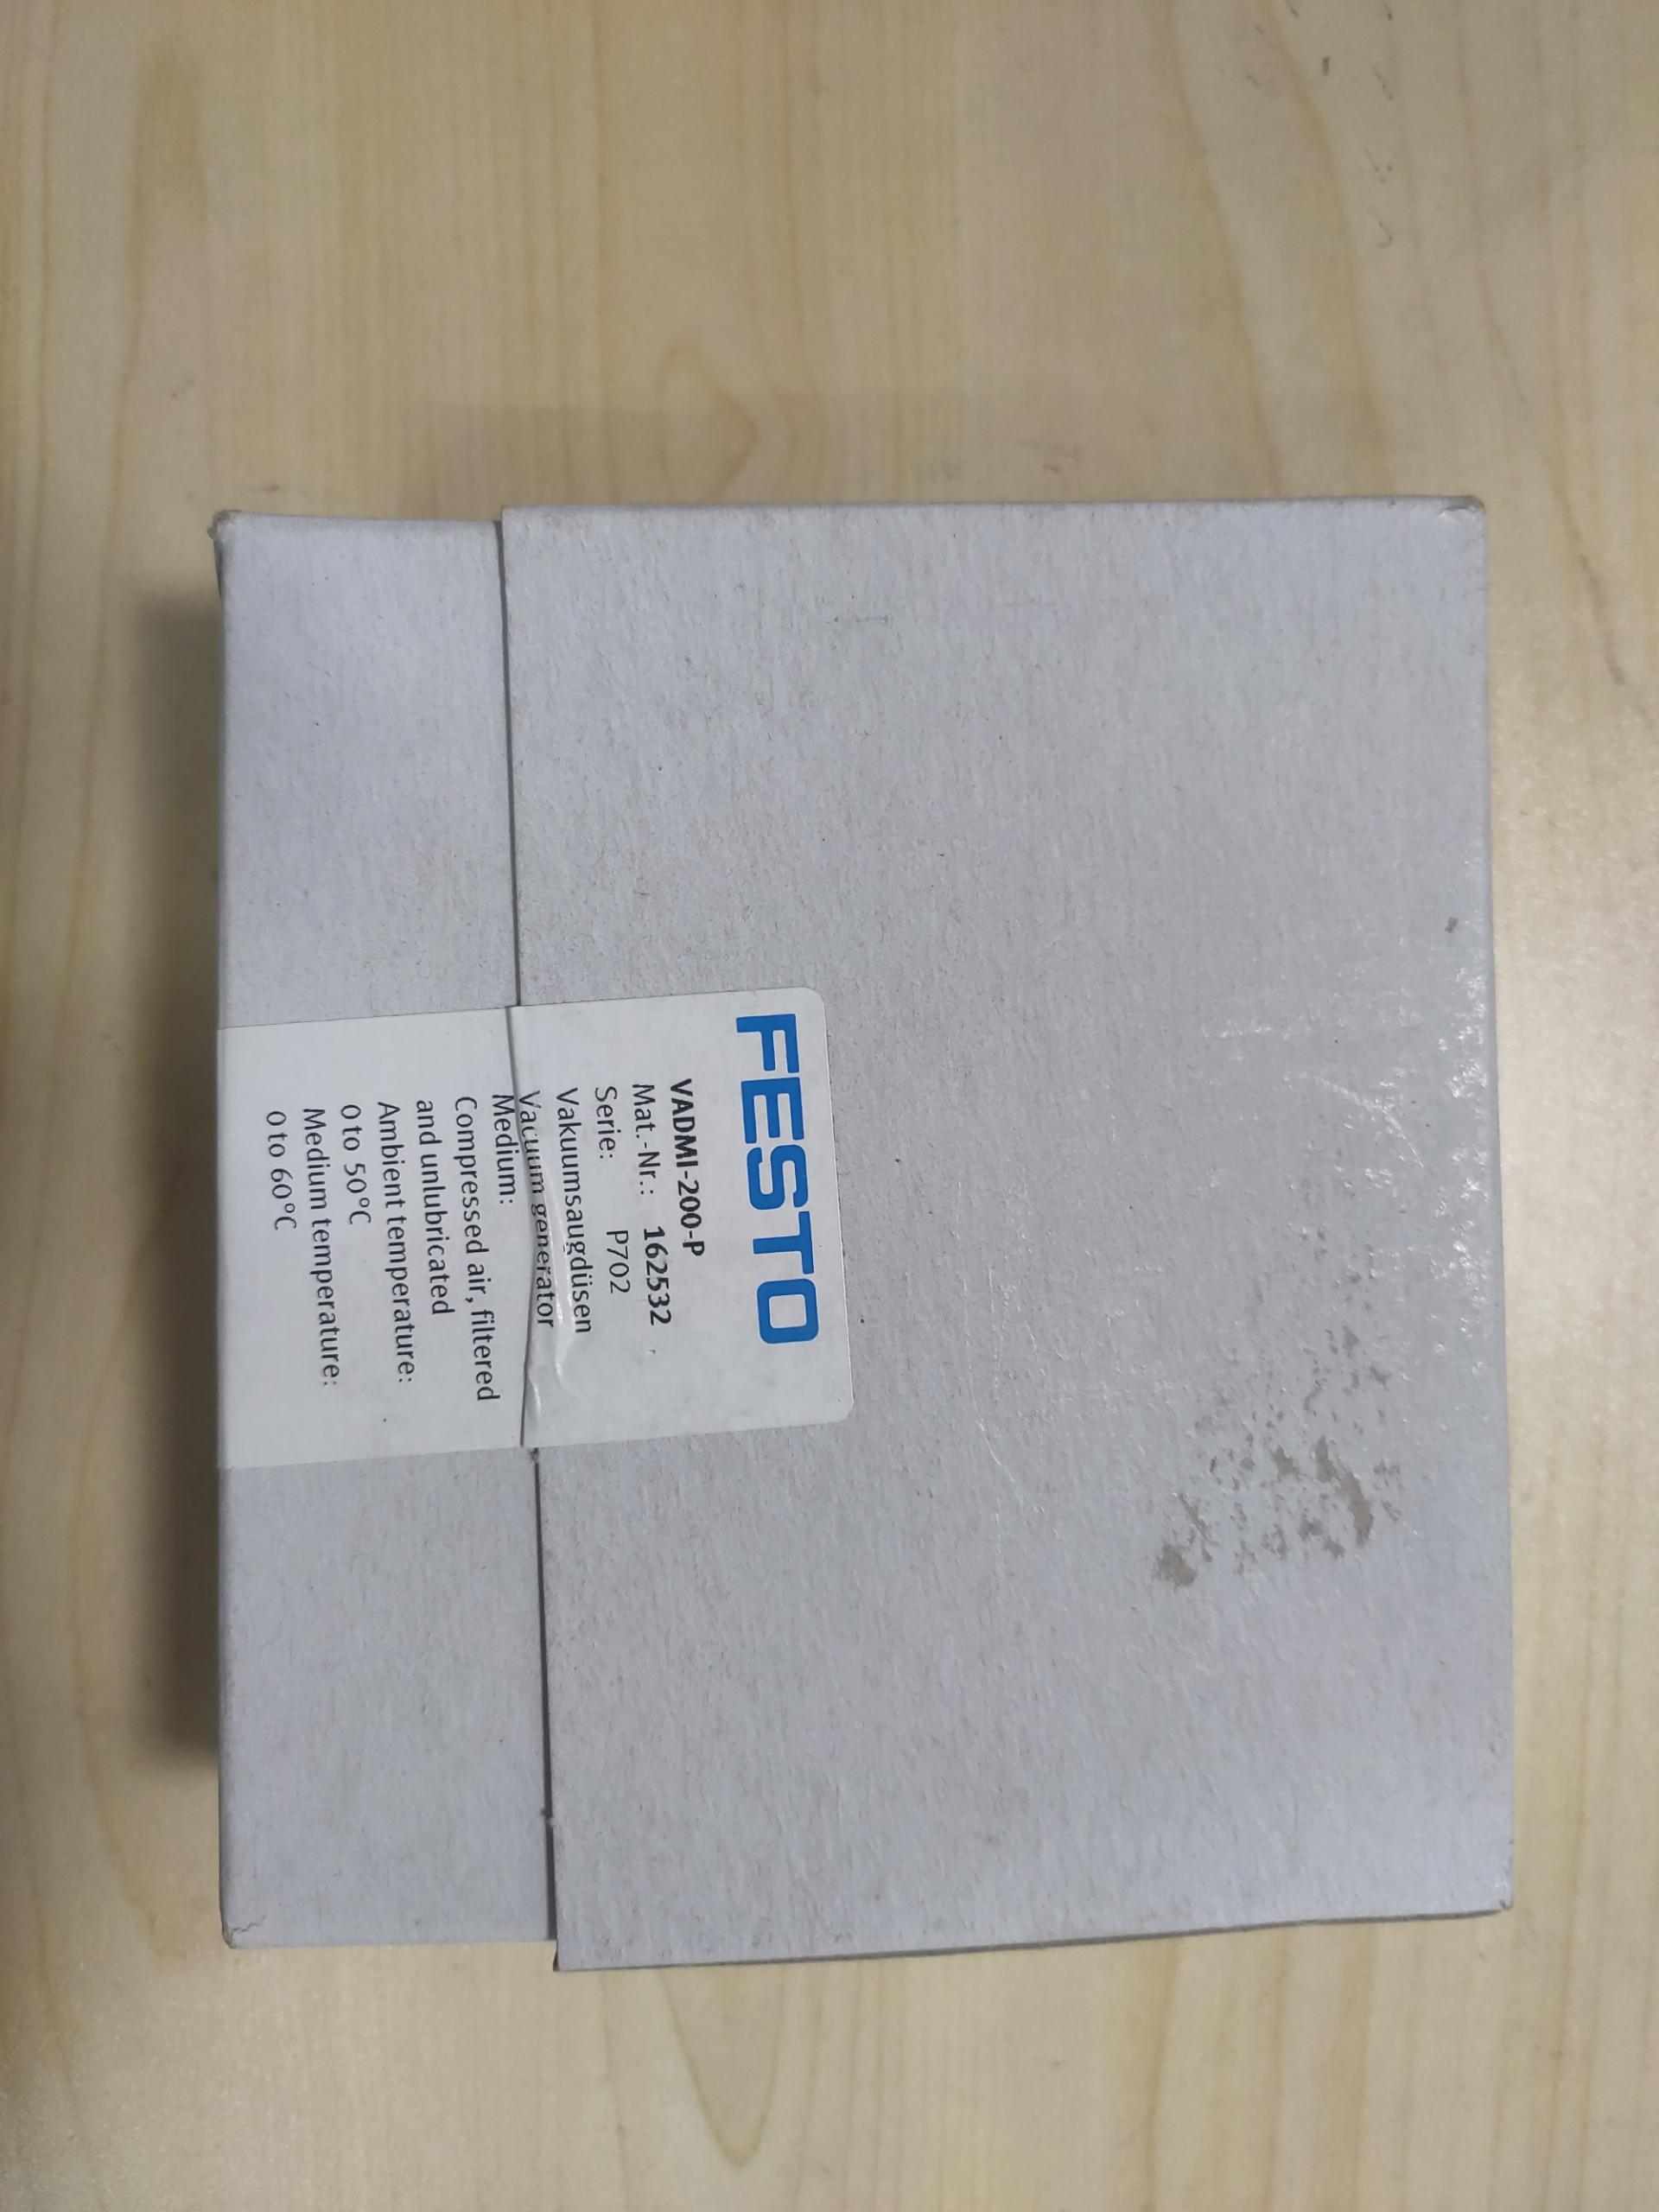 FESTO
VADMI-200-P
Mat.-Nr.: 162532
Serie: P702
Vakuumsaugdüsen
Vacuum generator
Medium:
Compressed air, filtered
and unlubricated
Ambient temperature:
0 to 50°C
Medium temperature:
0 to 60°C